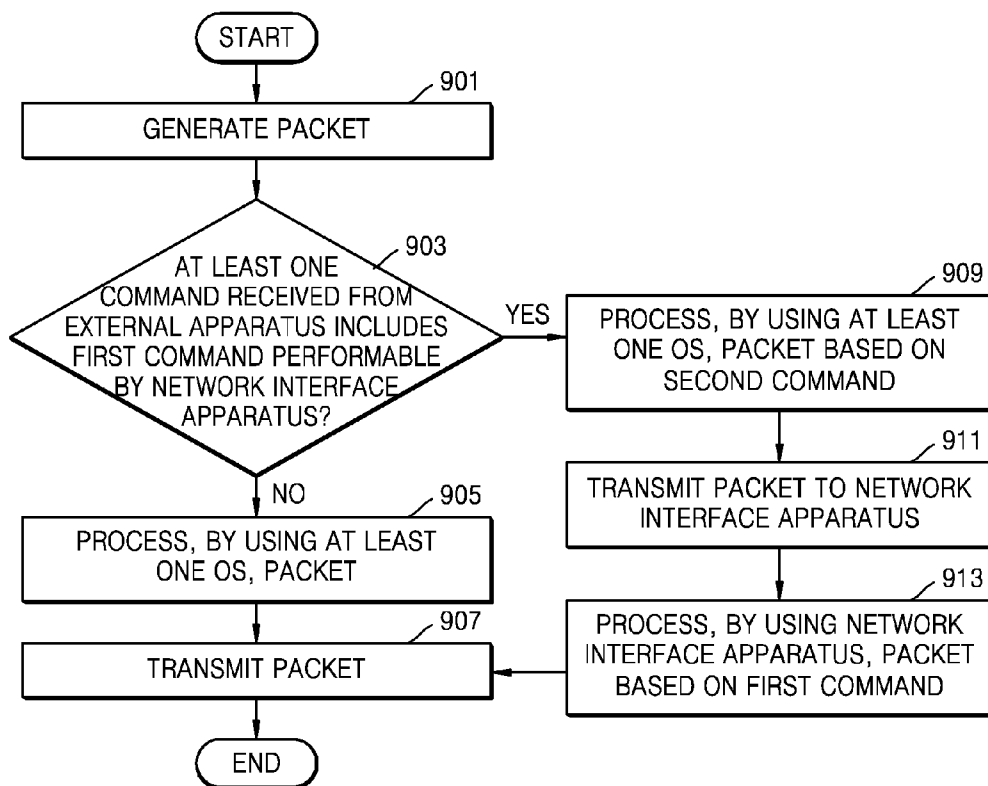 START
901
GENERATE PACKET
903
AT LEAST ONE
COMMAND RECEIVED FROM
EXTERNAL APPARATUS INCLUDES
FIRST COMMAND PERFORMABLE
BY NETWORK INTERFACE
APPARATUS?
YES
NO
905
PROCESS, BY USING AT LEAST
ONE OS, PACKET
907
TRANSMIT PACKET
END
909
PROCESS, BY USING AT LEAST
ONE OS, PACKET BASED ON
SECOND COMMAND
911
TRANSMIT PACKET TO NETWORK
INTERFACE APPARATUS
913
PROCESS, BY USING NETWORK
INTERFACE APPARATUS, PACKET
BASED ON FIRST COMMAND